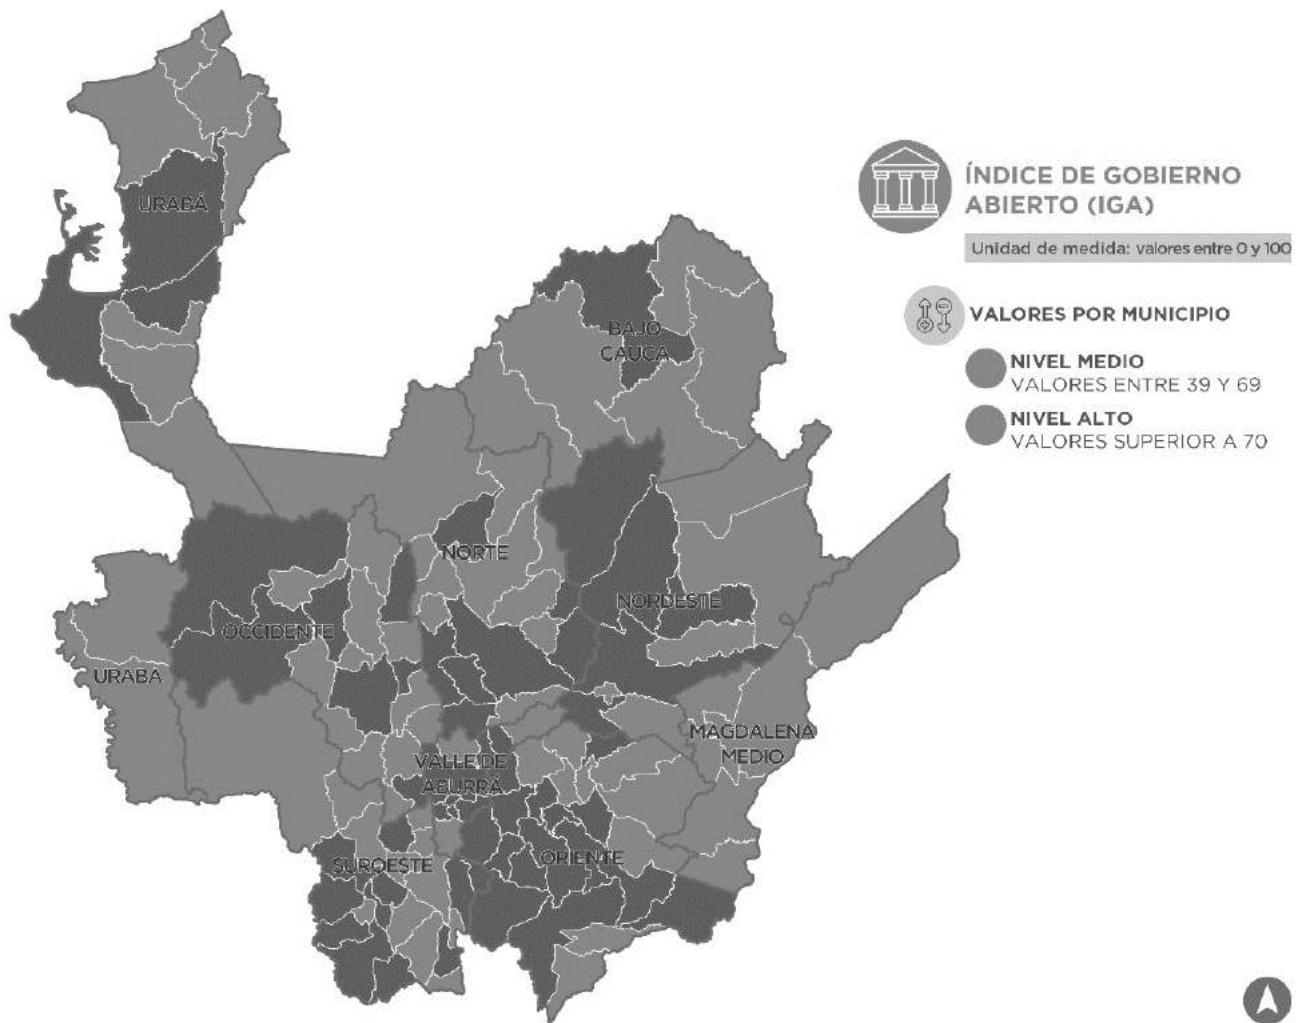 ÍNDICE DE GOBIERNO
ABIERTO (IGA)
Unidad de medida: valores entre 0 y 100
VALORES POR MUNICIPIO
NIVEL MEDIO
VALORES ENTRE 39 Y 69
NIVEL ALTO
VALORES SUPERIOR A 70
URABÁ
BAJO
CAUCA
NORTE
NORDESTE
OCCIDENTE
URABA
MAGDALENA
MEDIO
VALLE DE
ABURRÁ
SUROESTE
ORIENTE